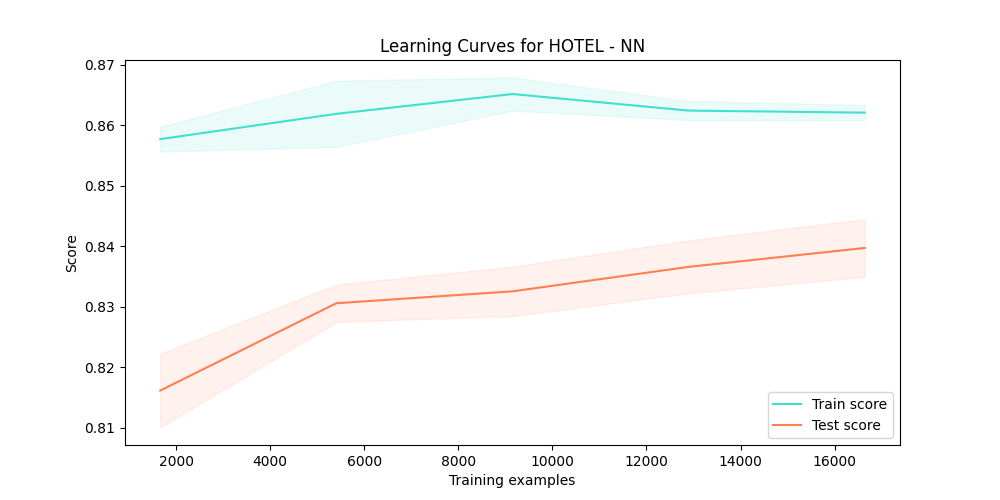 Learning Curves for HOTEL - NN
0.87
0.86
0.85
0.84
0.83
0.82
0.81
Score
2000 4000 6000 8000 10000 12000 14000 16000
Training examples
Train score
Test score